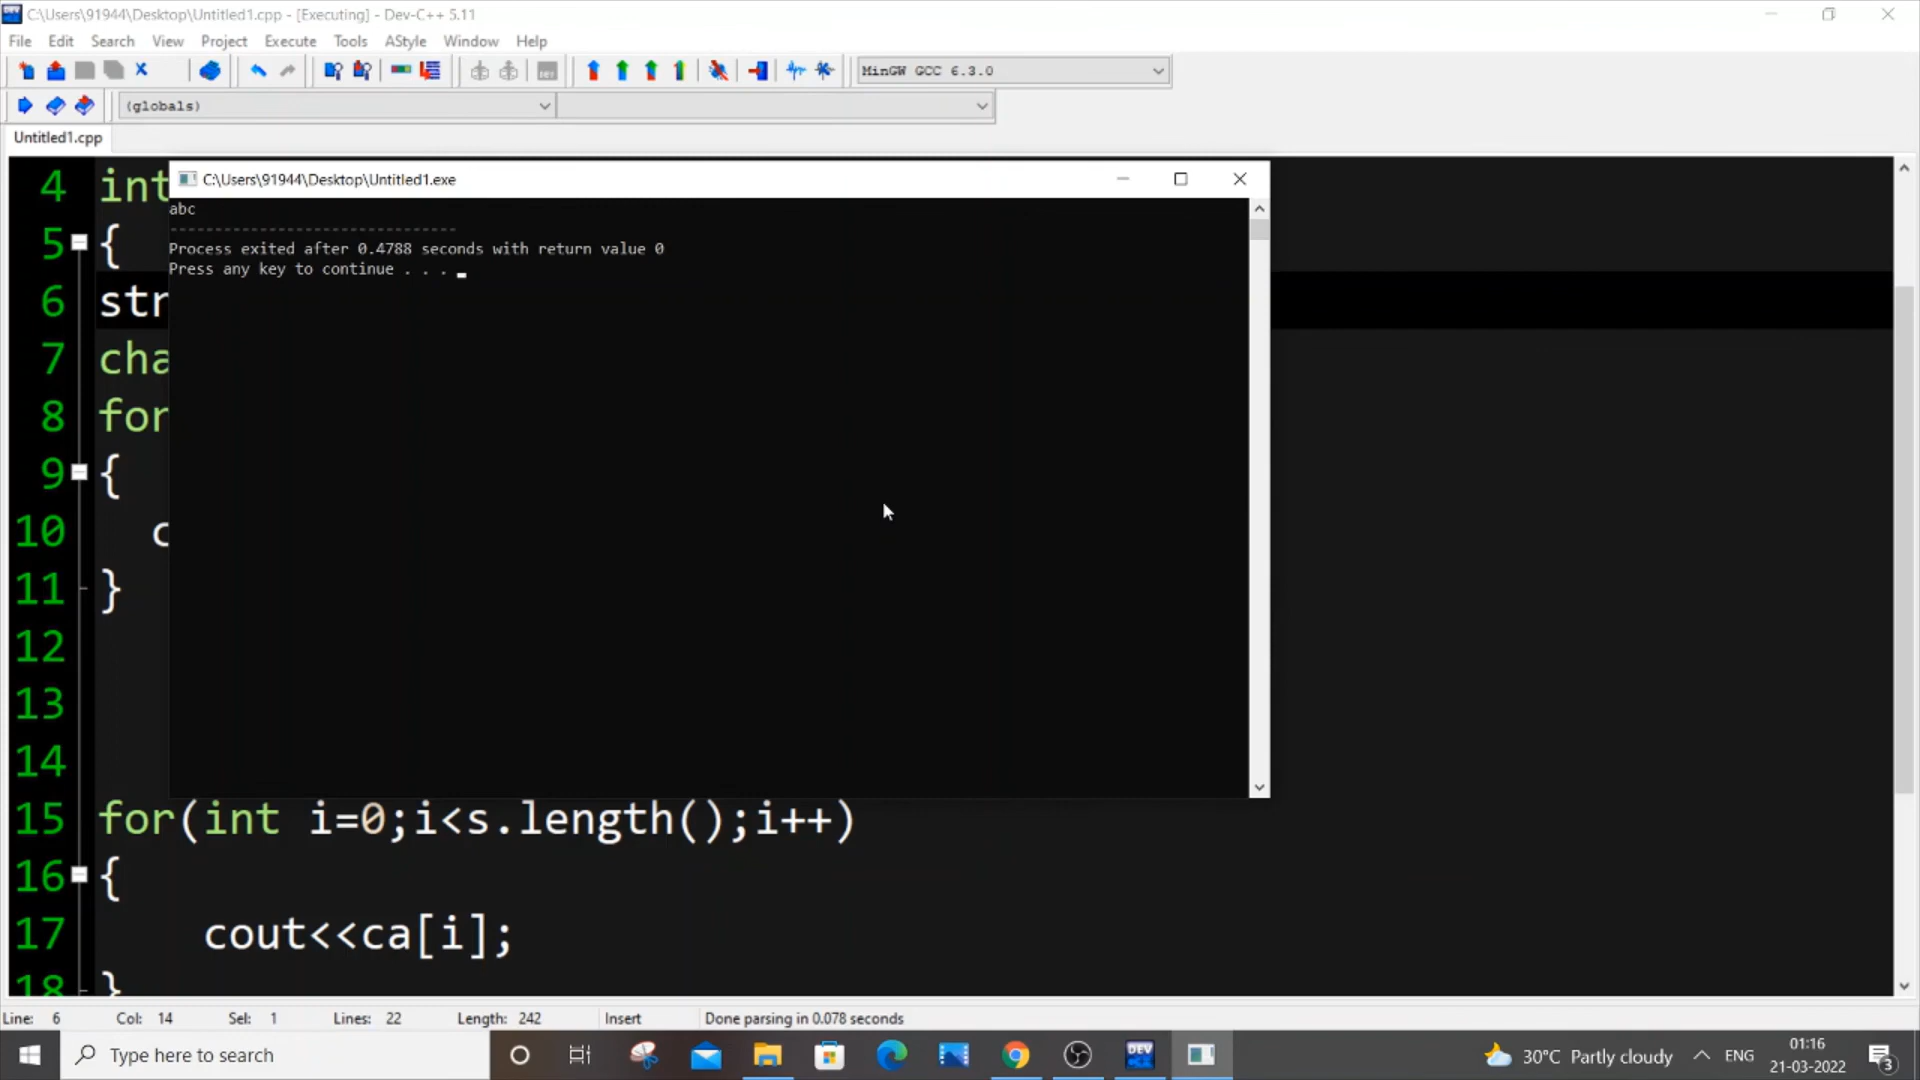 C:\Users\91944\Desktop\Untitled1.cpp - [Executing] - Dev-C++ 5.11
File Edit Search View Project Execute Tools AStyle Window Help
MinGW GCC 6.3.0
(globals)
Untitled1.cpp
C:\Users\91944\Desktop\Untitled1.exe
abc
--------------------------------
Process exited after 0.4788 seconds with return value 0
Press any key to continue . . .
4 int
5 {
6 str
7 cha
8 for
9 {
10 c
11 }
12
13
14
15 for(int i=0;i<s.length();i++)
16 {
17 cout<<ca[i];
18 }
Line: 6 Col: 14 Sel: 1 Lines: 22 Length: 242 Insert Done parsing in 0.078 seconds
Type here to search
DEV
30°C Partly cloudy
ENG
01:16
21-03-2022
3